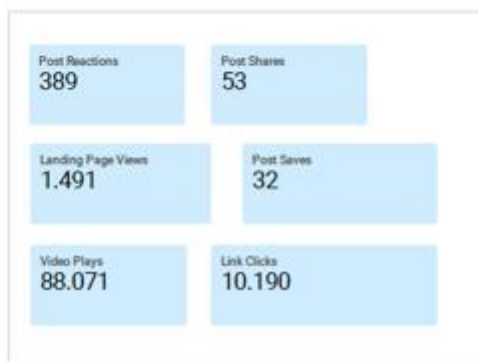 Post Reactions
389
Post Shares
53
Landing Page Views
1.491
Post Saves
32
Video Plays
88.071
Link Clicks
10.190